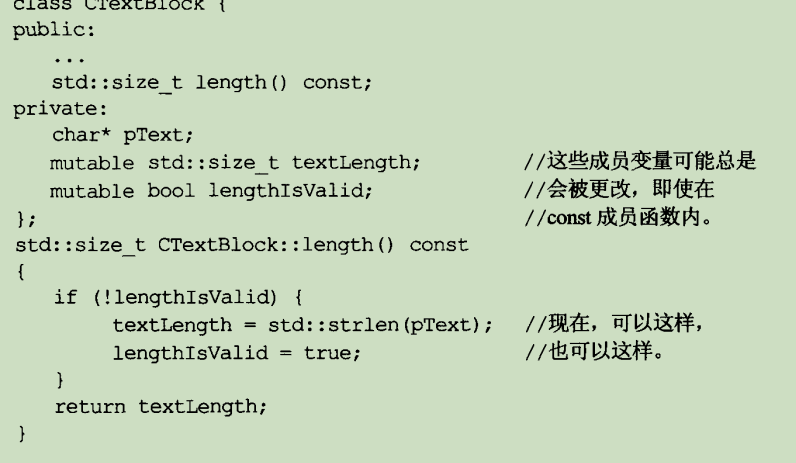 class CTextBlock {
public:
...
std::size_t length() const;
private:
char* pText;
mutable std::size_t textLength; //这些成员变量可能总是
mutable bool lengthIsValid; //会被更改，即使在
}; //const 成员函数内。
std::size_t CTextBlock::length() const
{
if (!lengthIsValid) {
textLength = std::strlen(pText); //现在，可以这样，
lengthIsValid = true; //也可以这样。
}
return textLength;
}